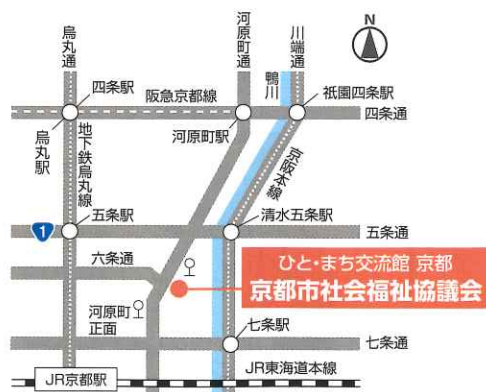 烏丸通
河原町通
川端通
N
鴨川
四条駅
阪急京都線
祇園四条駅
四条通
烏丸駅
地下鉄烏丸線
河原町駅
京阪本線
1
五条駅
清水五条駅
五条通
六条通
ひと・まち交流館 京都
京都市社会福祉協議会
河原町
正面
七条駅
七条通
JR京都駅
JR東海道本線